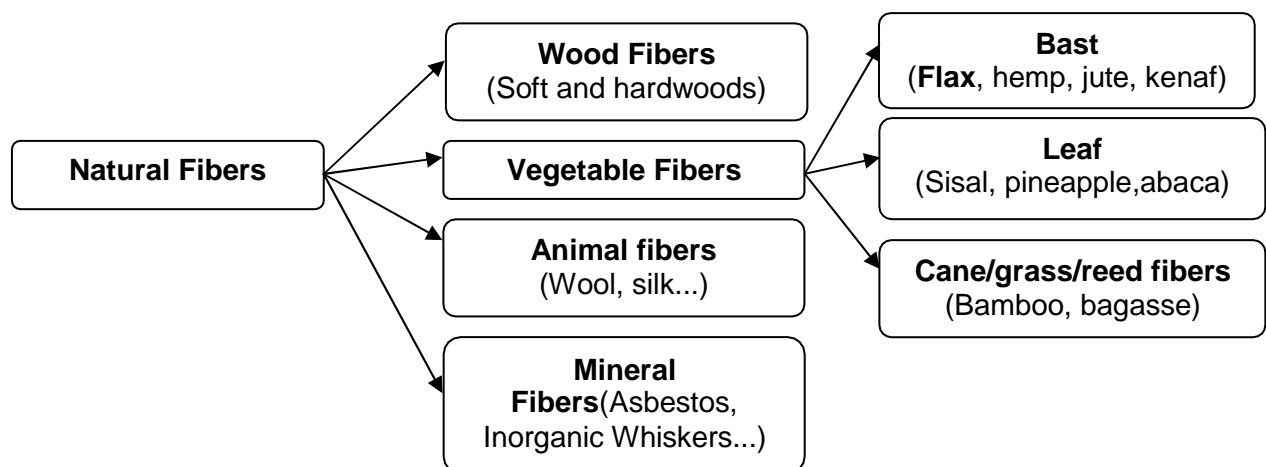 Natural Fibers
Wood Fibers
(Soft and hardwoods)
Vegetable Fibers
Animal fibers
(Wool, silk...)
Mineral
Fibers(Asbestos,
Inorganic Whiskers...)
Bast
(Flax, hemp, jute, kenaf)
Leaf
(Sisal, pineapple,abaca)
Cane/grass/reed fibers
(Bamboo, bagasse)